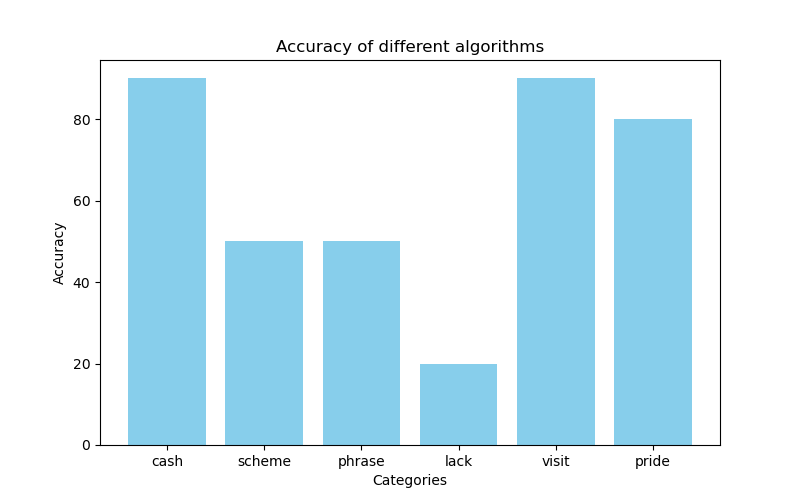 Accuracy of different algorithms
Accuracy
80
60
40
20
0
cash scheme phrase lack visit pride
Categories